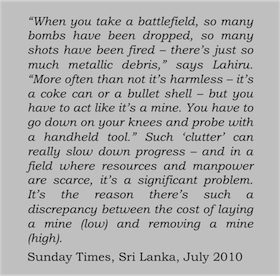 “When you take a battlefield, so many
bombs have been dropped, so many
shots have been fired – there’s just so
much metallic debris,” says Lahiru.
“More often than not it’s harmless – it’s
a coke can or a bullet shell – but you
have to act like it’s a mine. You have to
go down on your knees and probe with
a handheld tool.” Such ‘clutter’ can
really slow down progress – and in a
field where resources and manpower
are scarce, it’s a significant problem.
It’s the reason there’s such a
discrepancy between the cost of laying
a mine (low) and removing a mine
(high).
Sunday Times, Sri Lanka, July 2010